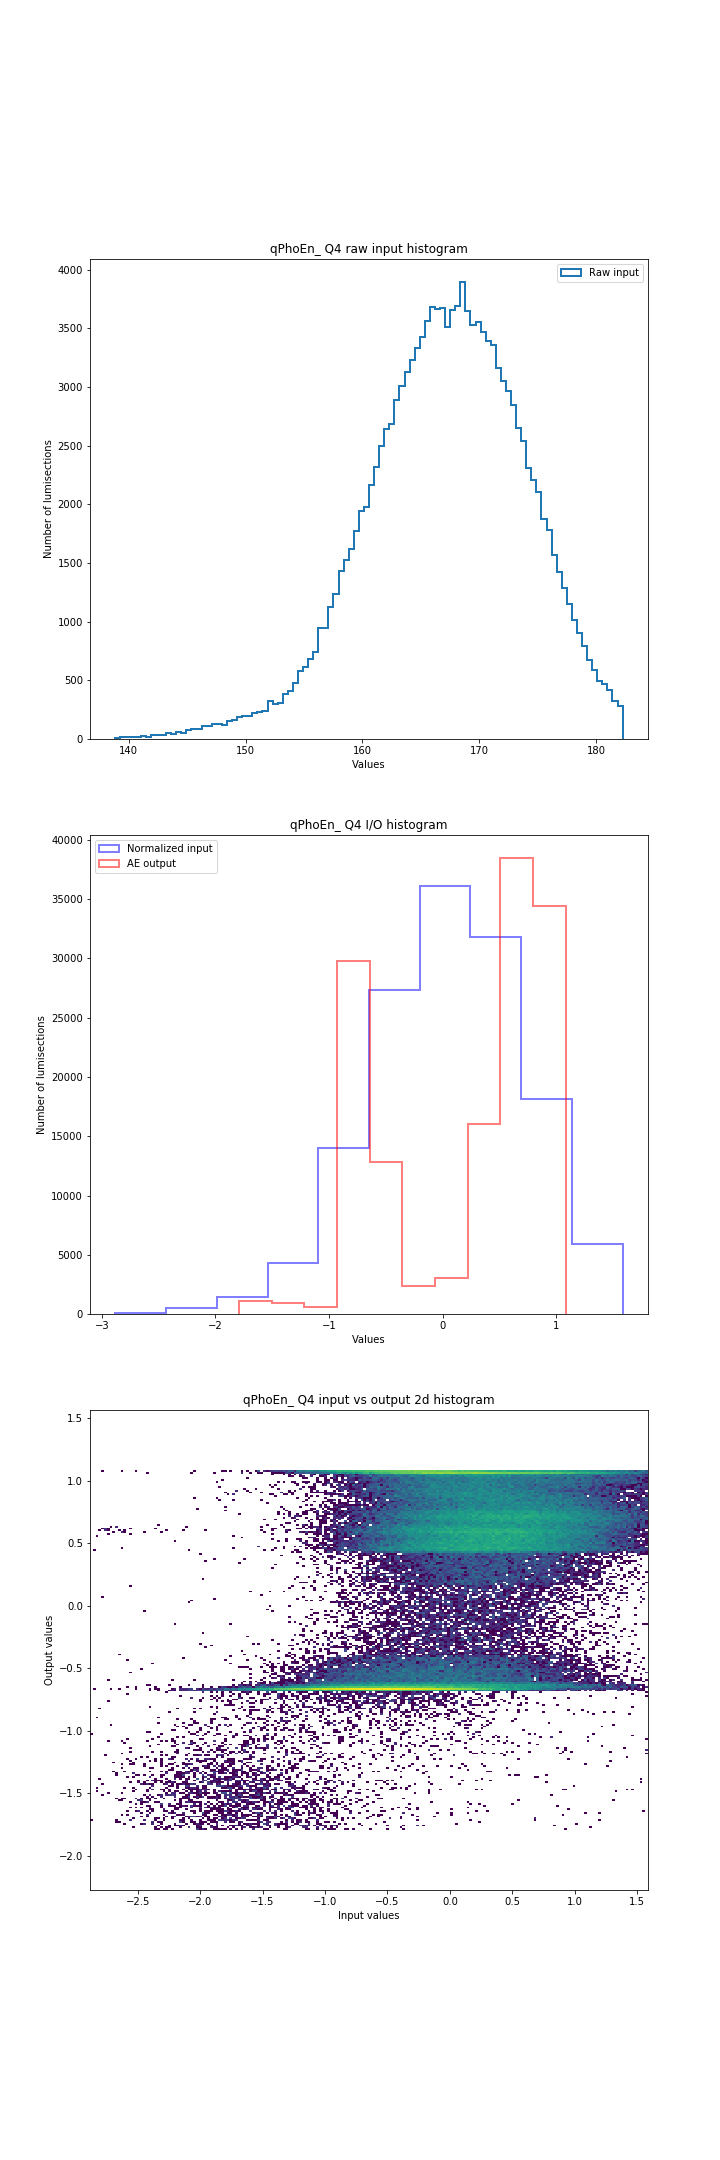 qPhoEn_ Q4 raw input histogram
Raw input
4000
3500
3000
2500
2000
1500
1000
500
0
Number of lumisections
140 150 160 170 180
Values
qPhoEn_ Q4 I/O histogram
Normalized input
AE output
40000
35000
30000
25000
20000
15000
10000
5000
0
Number of lumisections
−3 −2 −1 0 1
Values
qPhoEn_ Q4 input vs output 2d histogram
1.5
1.0
0.5
0.0
−0.5
−1.0
−1.5
−2.0
Output values
−2.5 −2.0 −1.5 −1.0 −0.5 0.0 0.5 1.0 1.5
Input values